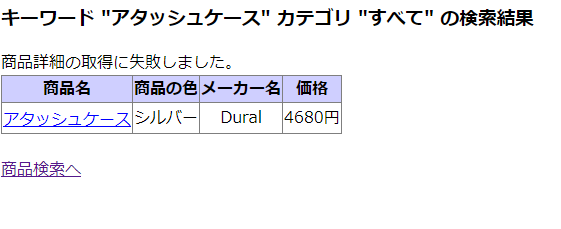 キーワード "アタッシュケース" カテゴリ "すべて" の検索結果
商品詳細の取得に失敗しました。
商品名 商品の色 メーカー名 価格
アタッシュケース シルバー Dural 4680円
商品検索へ